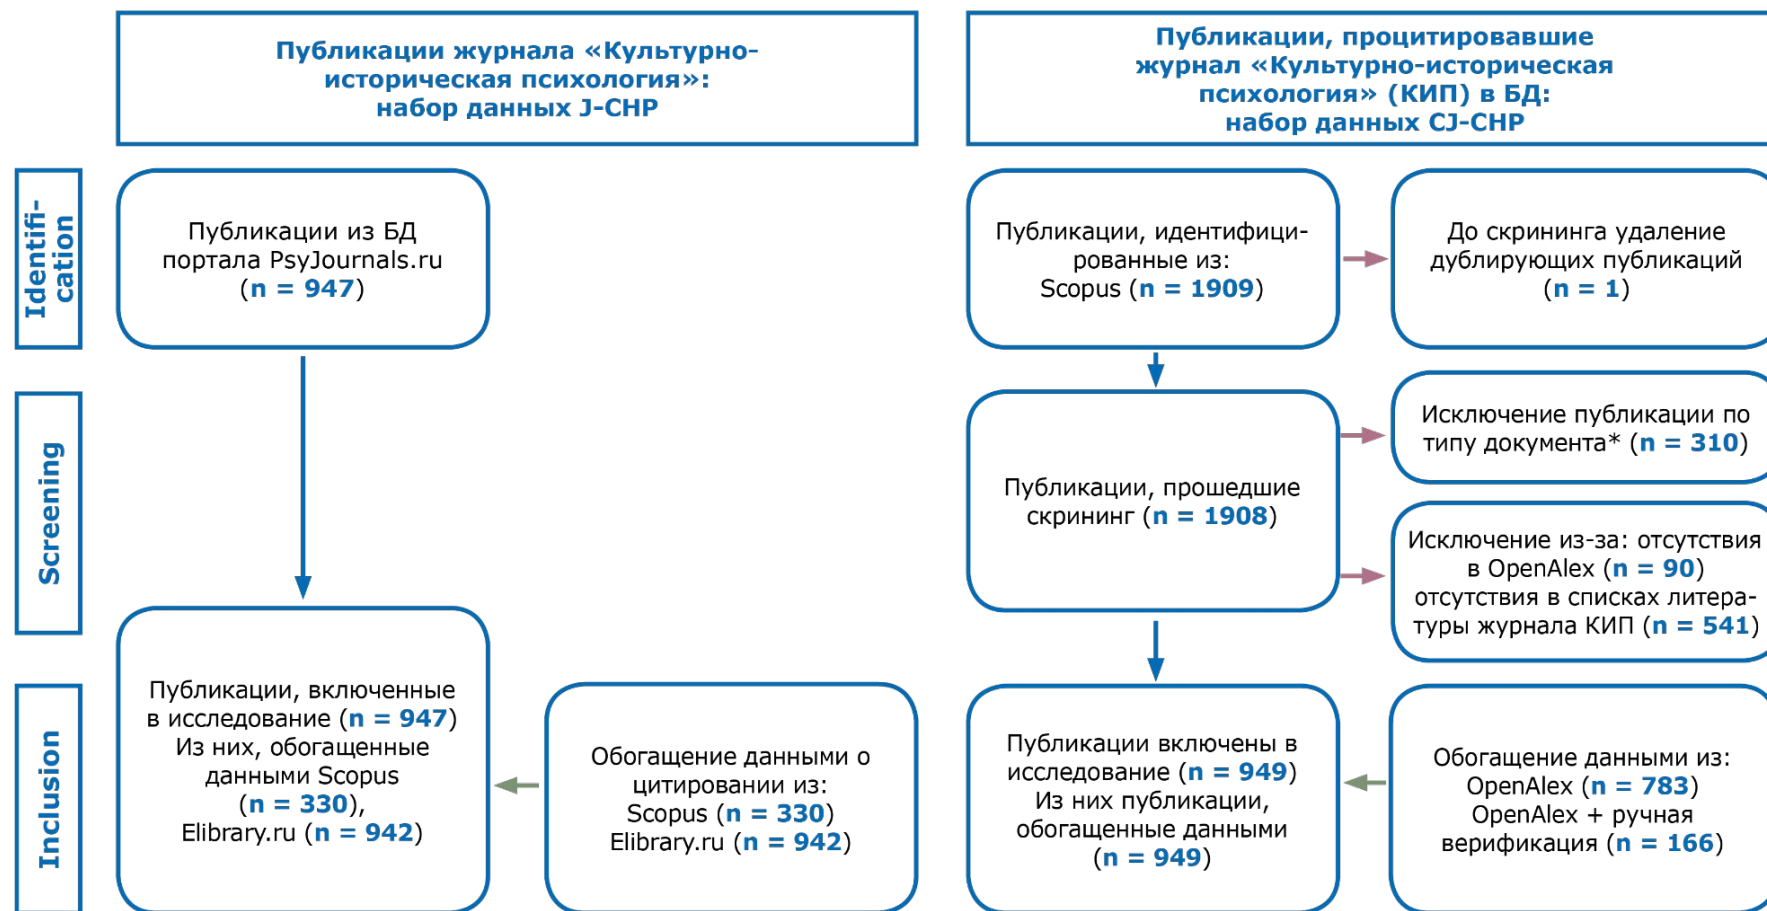 Публикации журнала «Культурно-
историческая психология»:
набор данных J-CHP
Публикации, процитировавшие
журнал «Культурно-историческая
психология» (КИП) в БД:
набор данных CJ-CHP
Identifi-
cation
Публикации из БД
портала PsyJournals.ru
(n = 947)
Публикации, идентифици-
рованные из:
Scopus (n = 1909)
До скрининга удаление
дублирующих публикаций
(n = 1)
Screening
Публикации, прошедшие
скрининг (n = 1908)
Исключение публикации по
типу документа* (n = 310)
Исключение из-за: отсутствия
в OpenAlex (n = 90)
отсутствия в списках литера-
туры журнала КИП (n = 541)
Inclusion
Публикации, включенные
в исследование (n = 947)
Из них, обогащенные
данными Scopus
(n = 330),
Elibrary.ru (n = 942)
Обогащение данными о
цитировании из:
Scopus (n = 330)
Elibrary.ru (n = 942)
Публикации включены в
исследование (n = 949)
Из них публикации,
обогащенные данными
(n = 949)
Обогащение данными из:
OpenAlex (n = 783)
OpenAlex + ручная
верификация (n = 166)